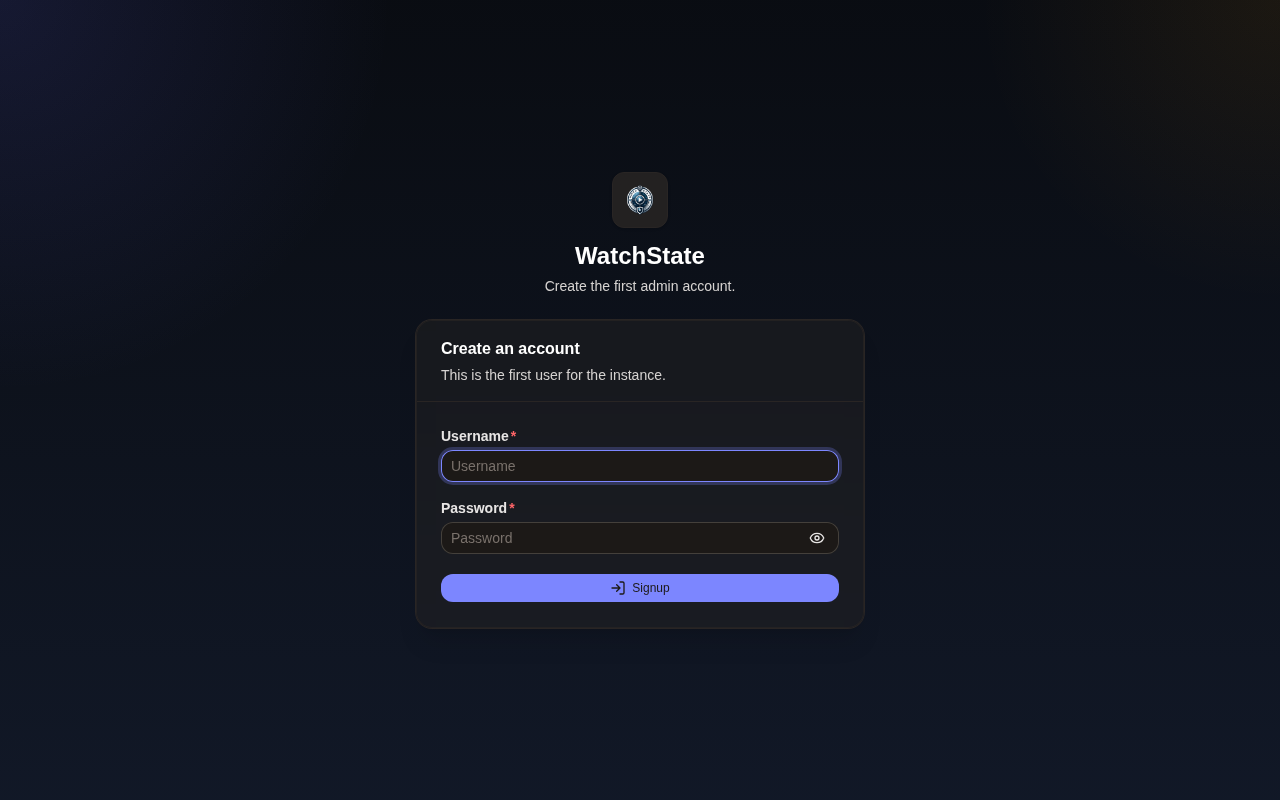 WatchState
Create the first admin account.
Create an account
This is the first user for the instance.
Username*
Username
Password*
Password
Signup